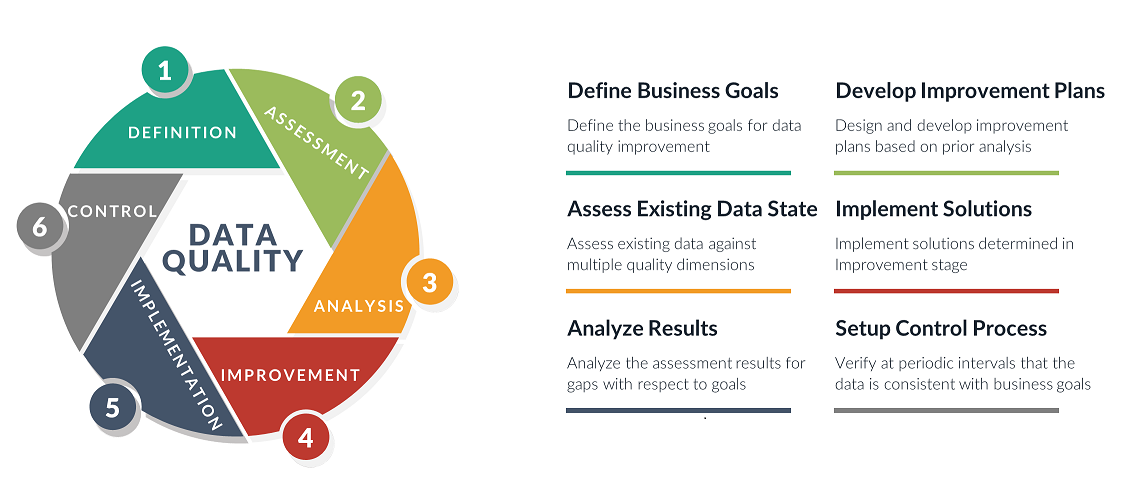 1
DEFINITION
2
ASSESSMENT
3
ANALYSIS
4
IMPROVEMENT
5
IMPLEMENTATION
6
CONTROL
DATA
QUALITY
Define Business Goals
Define the business goals for data
quality improvement
Assess Existing Data State
Assess existing data against
multiple quality dimensions
Analyze Results
Analyze the assessment results for
gaps with respect to goals
Develop Improvement Plans
Design and develop improvement
plans based on prior analysis
Implement Solutions
Implement solutions determined in
Improvement stage
Setup Control Process
Verify at periodic intervals that the
data is consistent with business goals